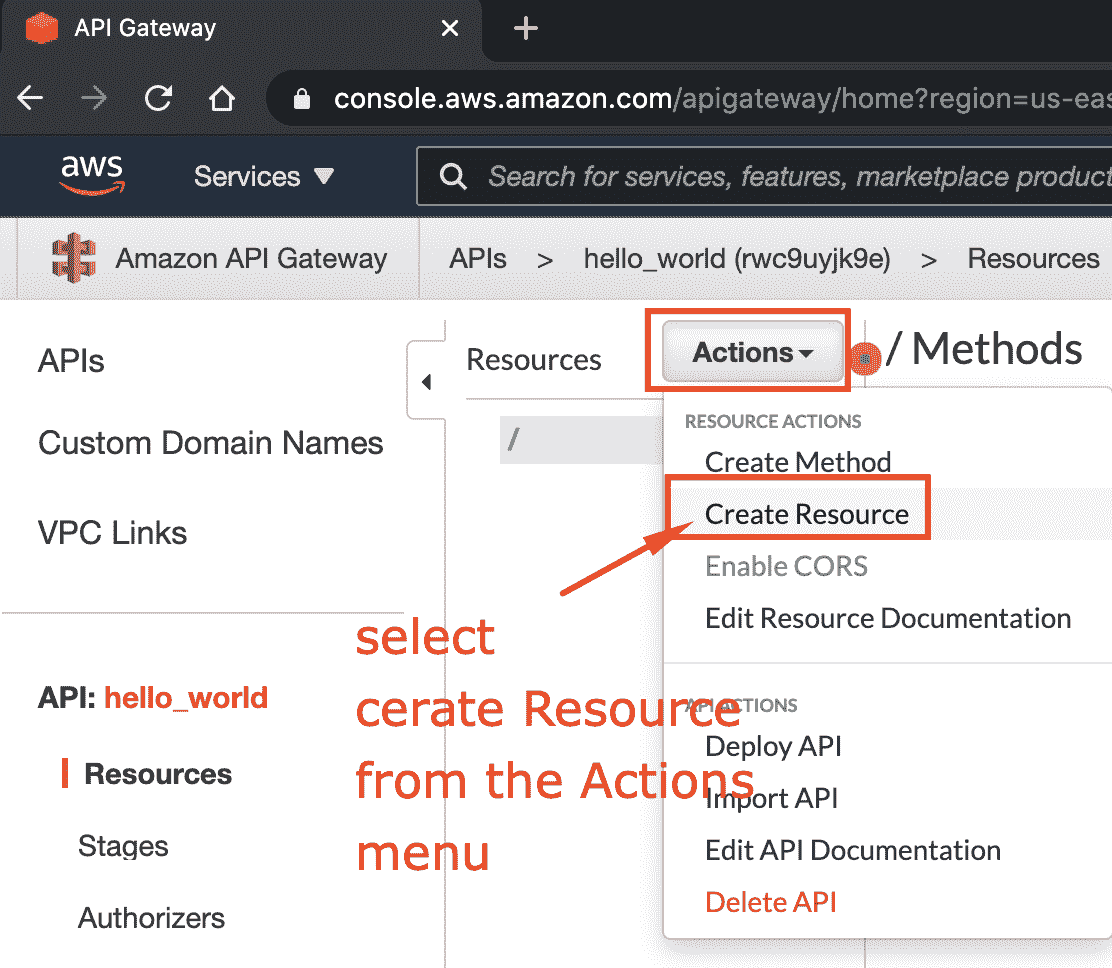 API Gateway
console.aws.amazon.com/apigateway/home?region=us-eas
aws
Services
Search for services, features, marketplace product
Amazon API Gateway
APIs > hello_world (rwc9uyjk9e) > Resources
APIs
Custom Domain Names
VPC Links
API: hello_world
Resources
Stages
Authorizers
Resources
Actions
/ Methods
/
RESOURCE ACTIONS
Create Method
Create Resource
Enable CORS
Edit Resource Documentation
API ACTIONS
Deploy API
Import API
Edit API Documentation
Delete API
select
cerate Resource
from the Actions
menu